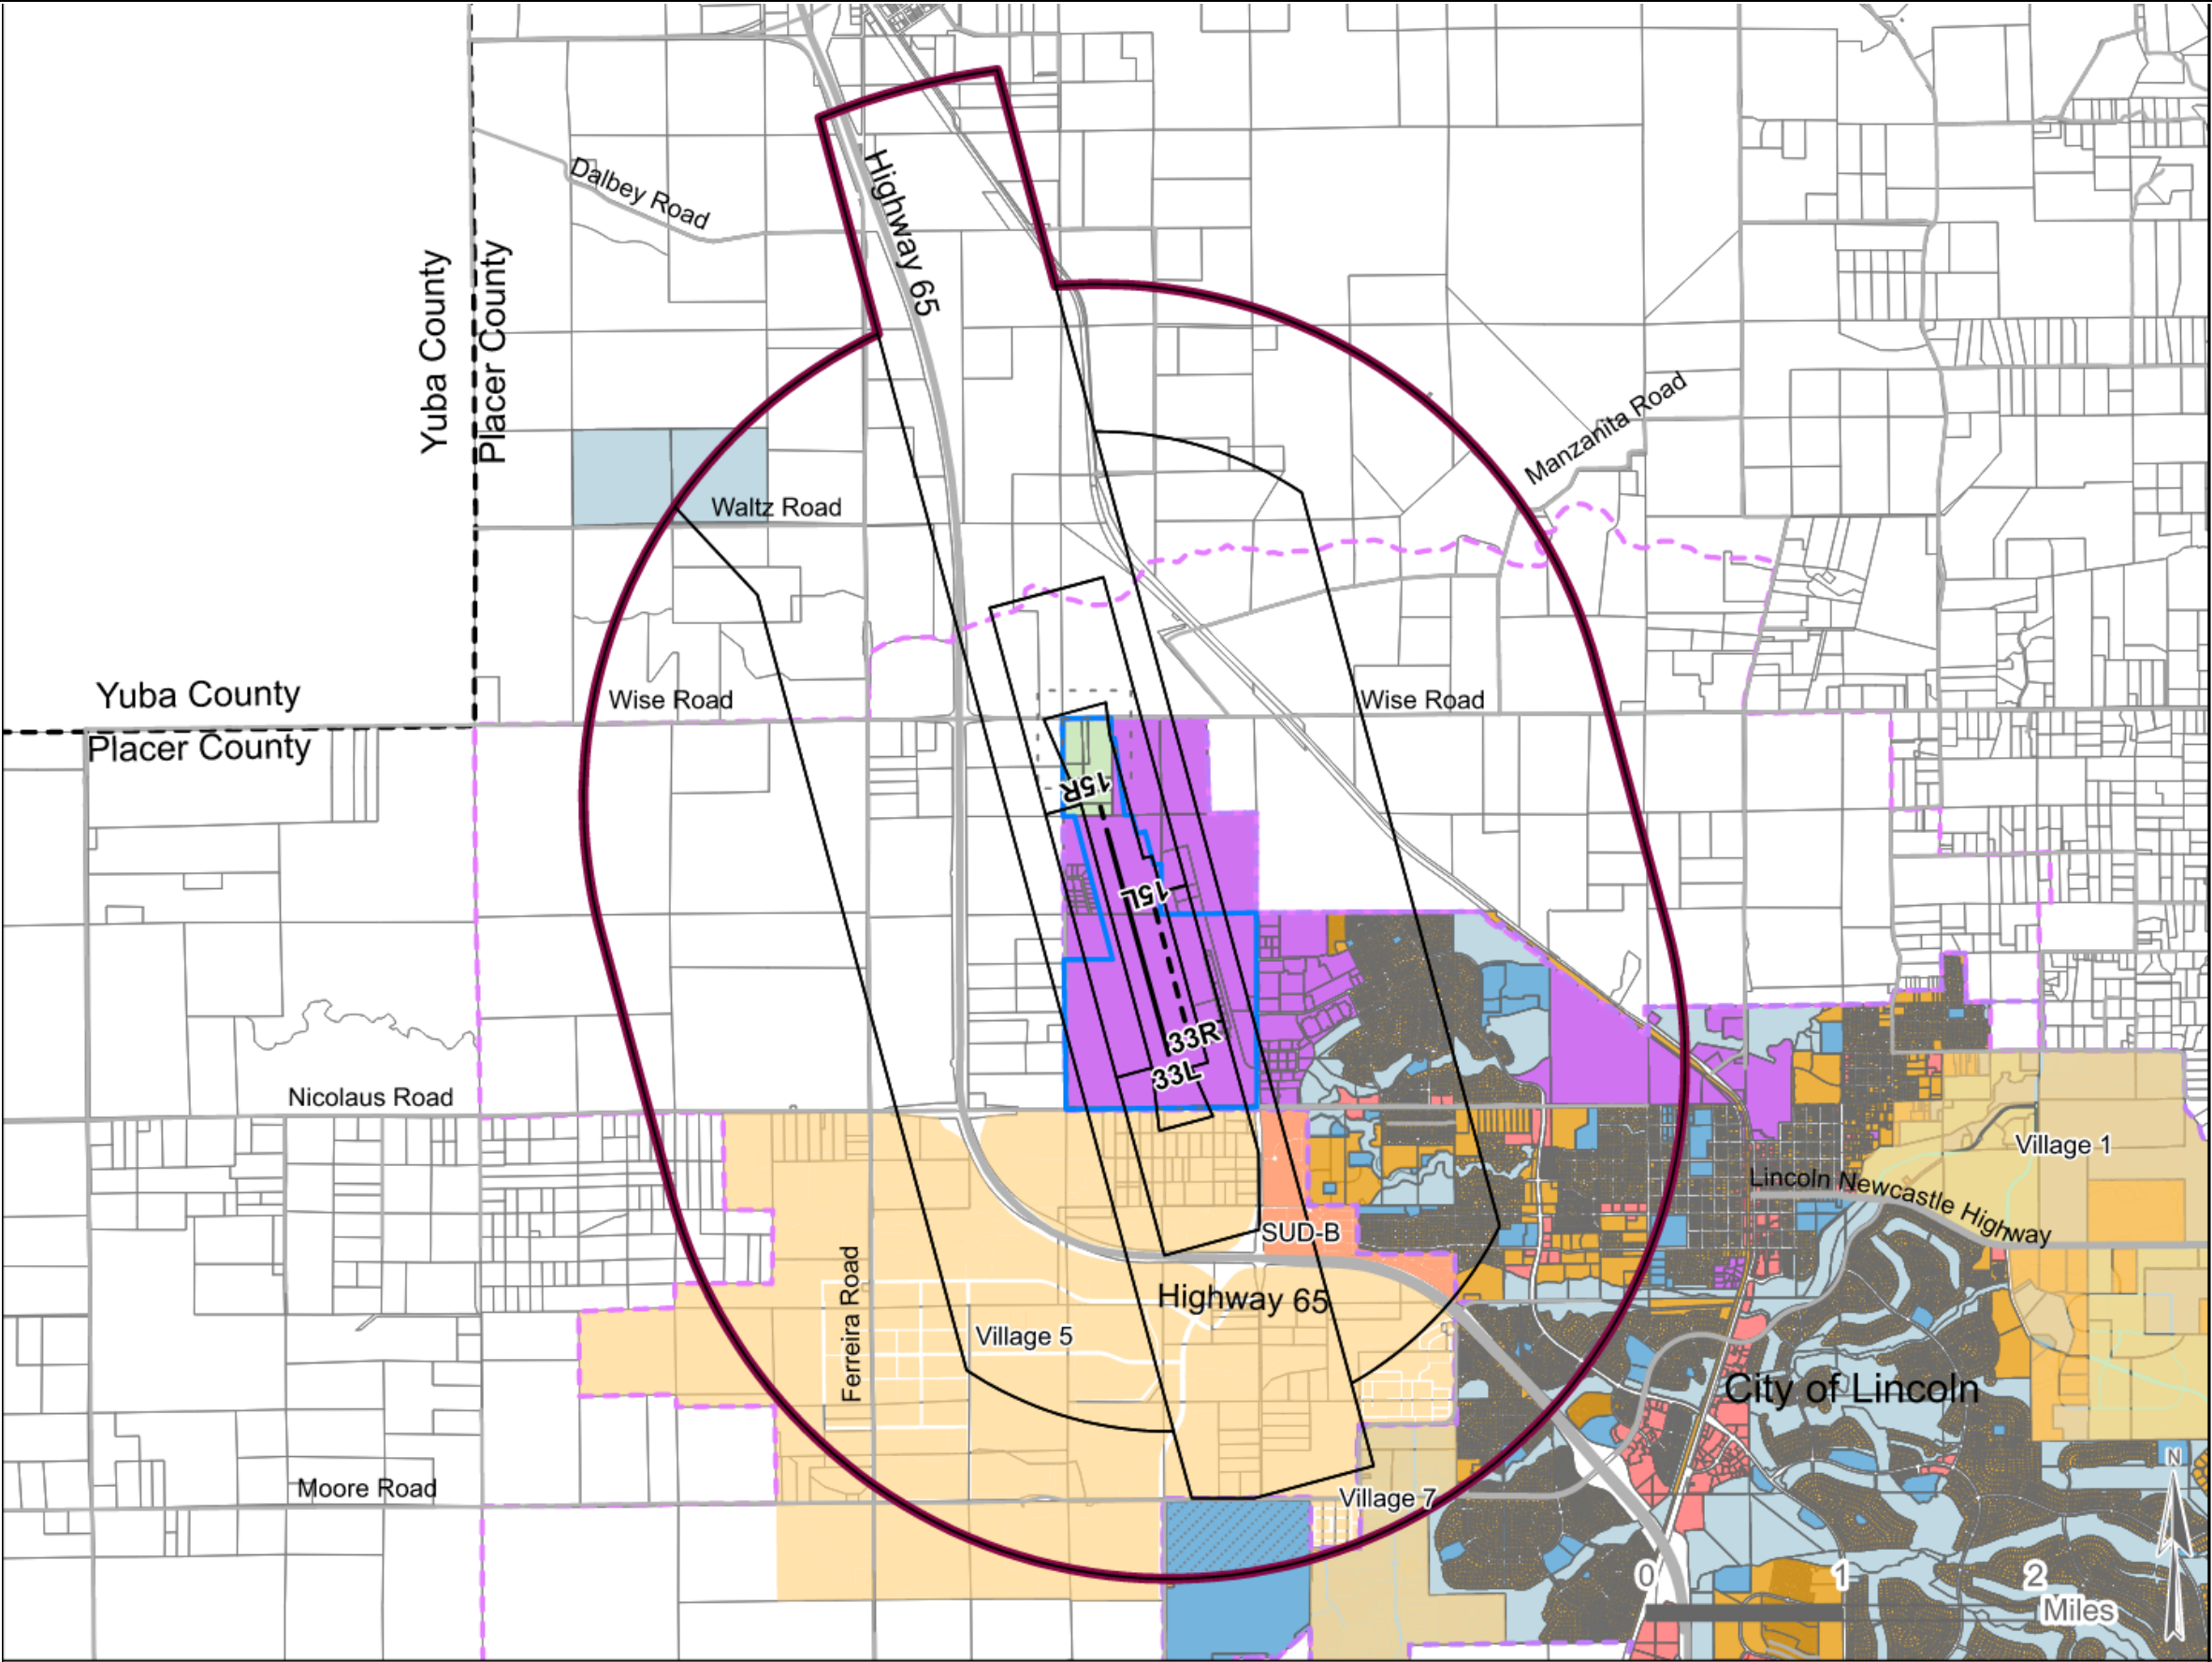 Dalbey Road
Highway 65
Yuba County
Placer County
Manzanita Road
Waltz Road
Yuba County
Placer County
Wise Road
Wise Road
15R
15L
33R
33L
Nicolaus Road
Village 1
Lincoln Newcastle Highway
SUD-B
Ferreira Road
Highway 65
Village 5
City of Lincoln
Moore Road
Village 7
N
0 1 2
Miles